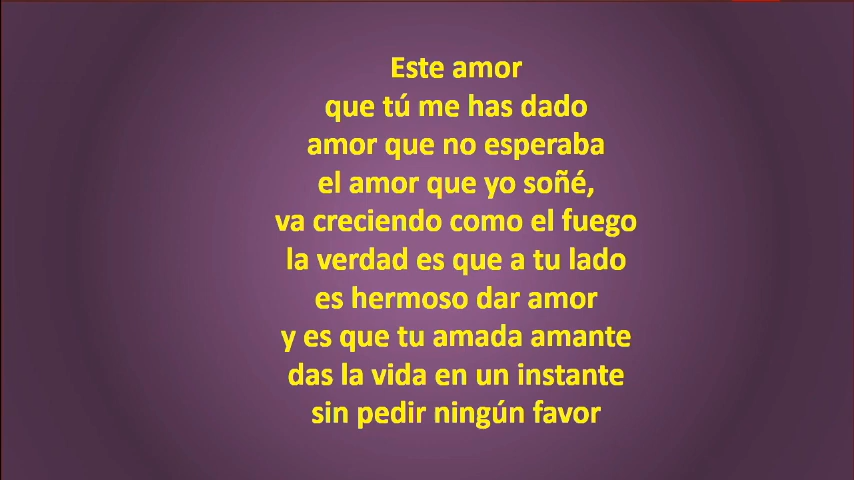 Este amor
que tú me has dado
amor que no esperaba
el amor que yo soñé,
va creciendo como el fuego
la verdad es que a tu lado
es hermoso dar amor
y es que tu amada amante
das la vida en un instante
sin pedir ningún favor